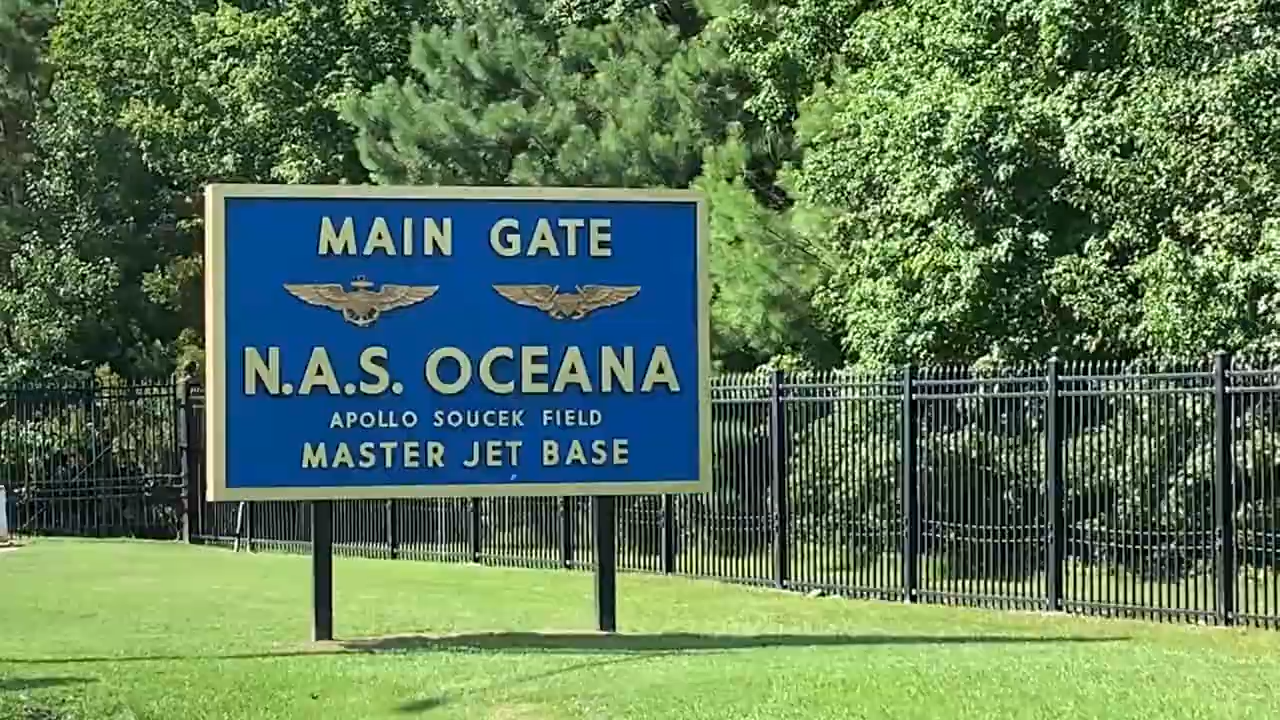 MAIN GATE
N.A.S. OCEANA
APOLLO SOUCEK FIELD
MASTER JET BASE